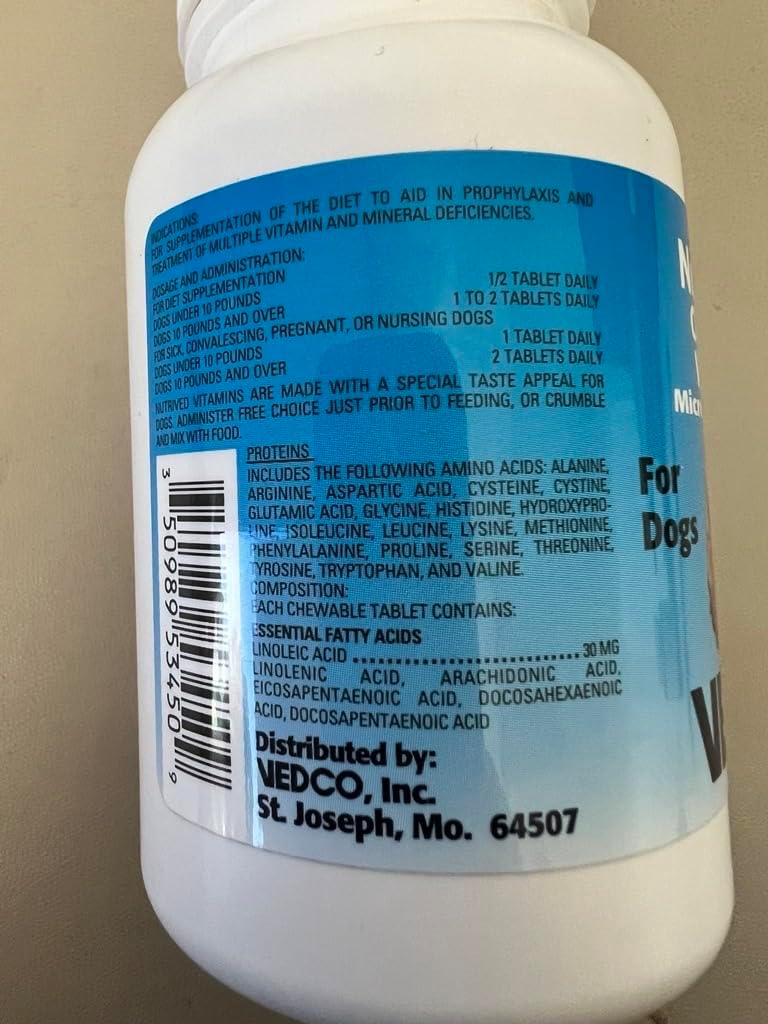 INDICATIONS:
FOR SUPPLEMENTATION OF THE DIET TO AID IN PROPHYLAXIS AND
TREATMENT OF MULTIPLE VITAMIN AND MINERAL DEFICIENCIES.
DOSAGE AND ADMINISTRATION:
FOR DIET SUPPLEMENTATION
DOGS UNDER 10 POUNDS 1/2 TABLET DAILY
DOGS 10 POUNDS AND OVER 1 TO 2 TABLETS DAILY
FOR SICK, CONVALESCING, PREGNANT, OR NURSING DOGS
DOGS UNDER 10 POUNDS 1 TABLET DAILY
DOGS 10 POUNDS AND OVER 2 TABLETS DAILY
NUTRIVED VITAMINS ARE MADE WITH A SPECIAL TASTE APPEAL FOR
DOGS. ADMINISTER FREE CHOICE JUST PRIOR TO FEEDING, OR CRUMBLE
AND MIX WITH FOOD.
PROTEINS
INCLUDES THE FOLLOWING AMINO ACIDS: ALANINE,
ARGININE, ASPARTIC ACID, CYSTEINE, CYSTINE,
GLUTAMIC ACID, GLYCINE, HISTIDINE, HYDROXYPRO-
LINE, ISOLEUCINE, LEUCINE, LYSINE, METHIONINE,
PHENYLALANINE, PROLINE, SERINE, THREONINE,
TYROSINE, TRYPTOPHAN, AND VALINE.
COMPOSITION:
EACH CHEWABLE TABLET CONTAINS:
ESSENTIAL FATTY ACIDS
LINOLEIC ACID ................................ 30 MG
LINOLENIC ACID, ARACHIDONIC ACID,
EICOSAPENTAENOIC ACID, DOCOSAHEXAENOIC
ACID, DOCOSAPENTAENOIC ACID
Distributed by:
VEDCO, Inc.
St. Joseph, Mo. 64507
3 50989 53450 9
For
Dogs